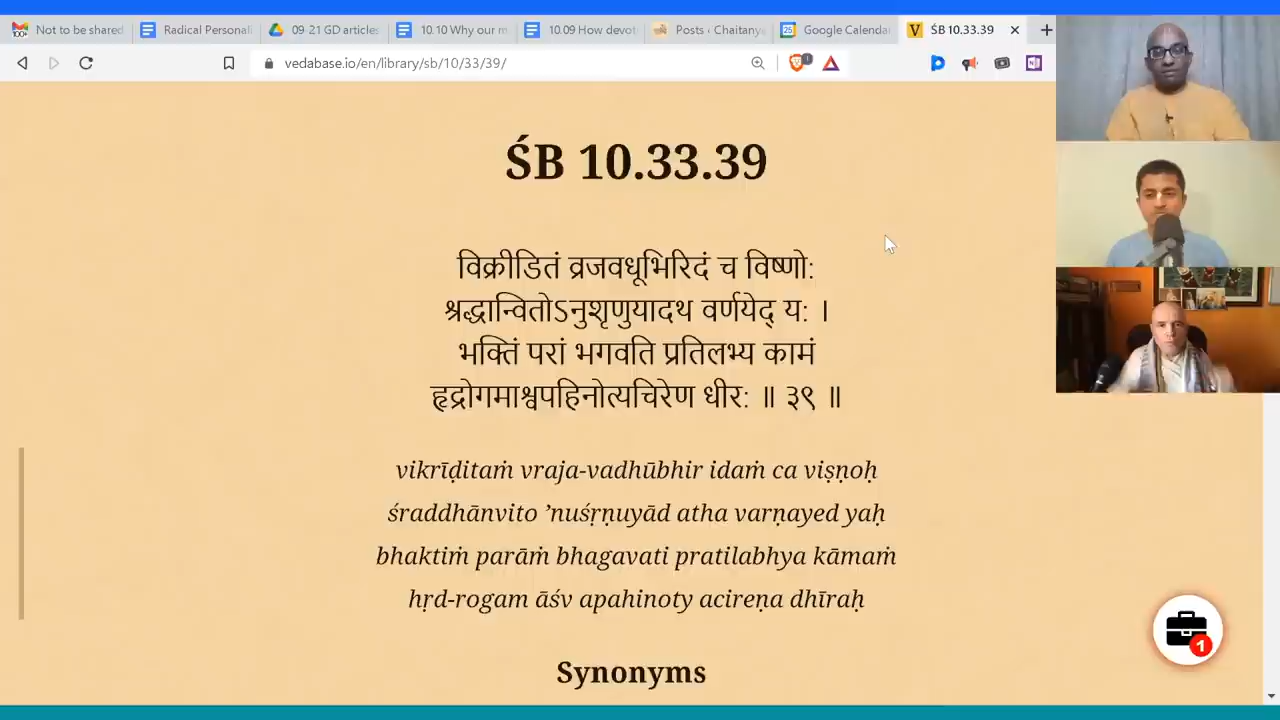 Not to be shared
Radical Personali
09-21 GD articles
10.10 Why our m
10.09 How devot
Posts ‹ Chaitanya
Google Calenda
ŚB 10.33.39
vedabase.io/en/library/sb/10/33/39/
ŚB 10.33.39
विक्रीडितं व्रजवधूभिरिदं च विष्णो:
श्रद्धान्वितोऽनुश‍ृणुयादथ वर्णयेद् य: ।
भक्तिं परां भगवति प्रतिलभ्य कामं
हृद्रोगमाश्वपहिनोत्यचिरेण धीर: ॥ ३९ ॥
vikrīḍitaṁ vraja-vadhūbhir idaṁ ca viṣṇoḥ
śraddhānvito ’nuśṛṇuyād atha varṇayed yaḥ
bhaktiṁ parāṁ bhagavati pratilabhya kāmaṁ
hṛd-rogam āśv apahinoty acireṇa dhīraḥ
Synonyms
1